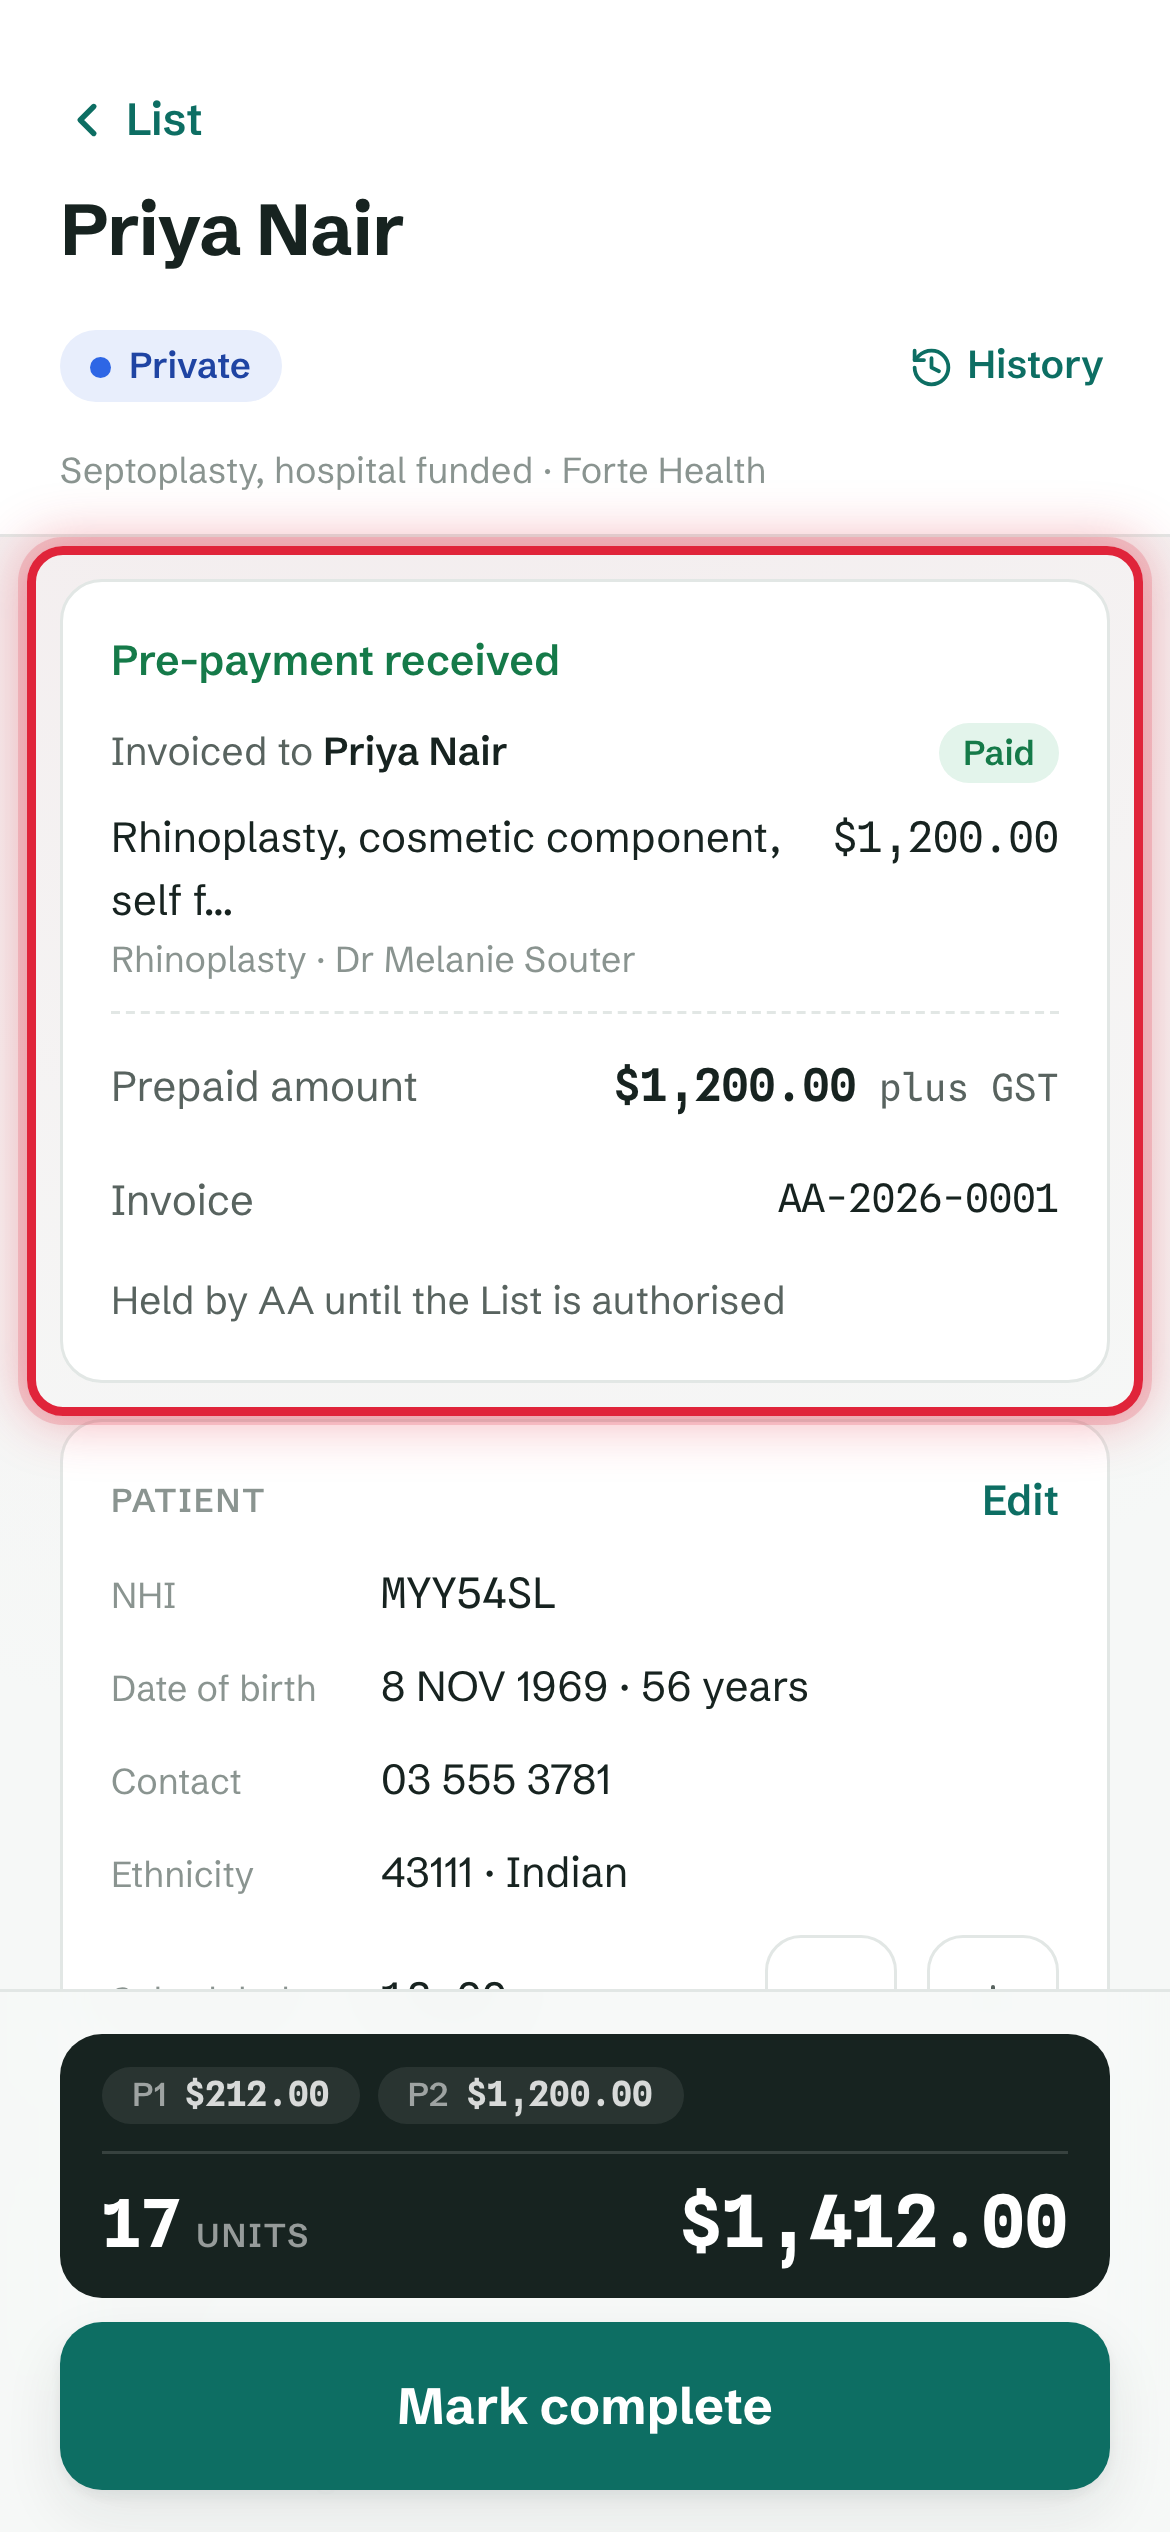 List
Priya Nair
Private
History
Septoplasty, hospital funded · Forte Health
Pre-payment received
Invoiced to Priya Nair
Paid
Rhinoplasty, cosmetic component, $1,200.00
self f...
Rhinoplasty · Dr Melanie Souter
Prepaid amount $1,200.00 plus GST
Invoice AA-2026-0001
Held by AA until the List is authorised
PATIENT Edit
NHI MYY54SL
Date of birth 8 NOV 1969 · 56 years
Contact 03 555 3781
Ethnicity 43111 · Indian
P1 $212.00 P2 $1,200.00
17 UNITS $1,412.00
Mark complete